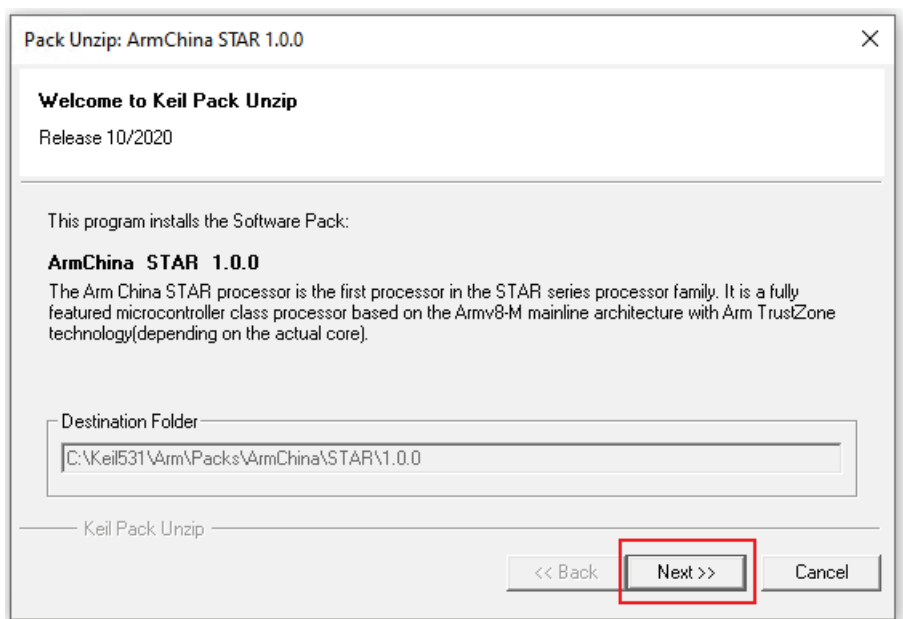 Pack Unzip: ArmChina STAR 1.0.0
Welcome to Keil Pack Unzip
Release 10/2020
This program installs the Software Pack:
ArmChina STAR 1.0.0
The Arm China STAR processor is the first processor in the STAR series processor family. It is a fully
featured microcontroller class processor based on the Armv8-M mainline architecture with Arm TrustZone
technology(depending on the actual core).
Destination Folder
C:\Keil531\Arm\Packs\ArmChina\STAR\1.0.0
Keil Pack Unzip
<< Back
Next >>
Cancel